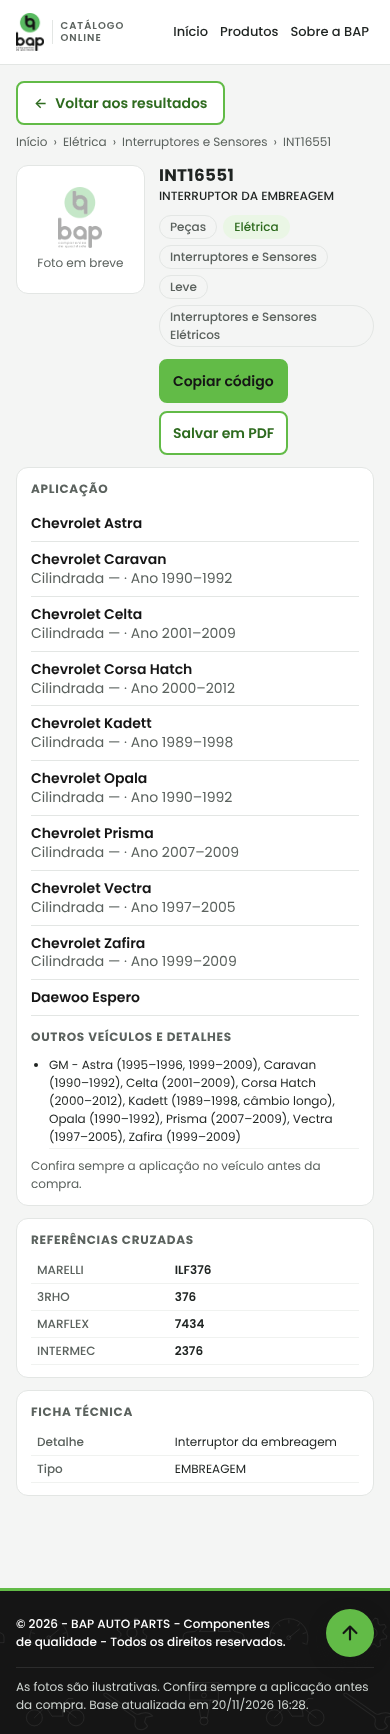 bap
CATÁLOGO
ONLINE
Início Produtos Sobre a BAP
← Voltar aos resultados
Início › Elétrica › Interruptores e Sensores › INT16551
bap
Foto em breve
INT16551
INTERRUPTOR DA EMBREAGEM
Peças Elétrica
Interruptores e Sensores
Leve
Interruptores e Sensores
Elétricos
Copiar código
Salvar em PDF
APLICAÇÃO
Chevrolet Astra
Chevrolet Caravan
Cilindrada — · Ano 1990–1992
Chevrolet Celta
Cilindrada — · Ano 2001–2009
Chevrolet Corsa Hatch
Cilindrada — · Ano 2000–2012
Chevrolet Kadett
Cilindrada — · Ano 1989–1998
Chevrolet Opala
Cilindrada — · Ano 1990–1992
Chevrolet Prisma
Cilindrada — · Ano 2007–2009
Chevrolet Vectra
Cilindrada — · Ano 1997–2005
Chevrolet Zafira
Cilindrada — · Ano 1999–2009
Daewoo Espero
OUTROS VEÍCULOS E DETALHES
• GM - Astra (1995–1996, 1999–2009), Caravan
(1990–1992), Celta (2001–2009), Corsa Hatch
(2000–2012), Kadett (1989–1998, câmbio longo),
Opala (1990–1992), Prisma (2007–2009), Vectra
(1997–2005), Zafira (1999–2009)
Confira sempre a aplicação no veículo antes da
compra.
REFERÊNCIAS CRUZADAS
MARELLI ILF376
3RHO 376
MARFLEX 7434
INTERMEC 2376
FICHA TÉCNICA
Detalhe Interruptor da embreagem
Tipo EMBREAGEM
© 2026 - BAP AUTO PARTS - Componentes
de qualidade - Todos os direitos reservados.
As fotos são ilustrativas. Confira sempre a aplicação antes
da compra. Base atualizada em 20/11/2026 16:28.